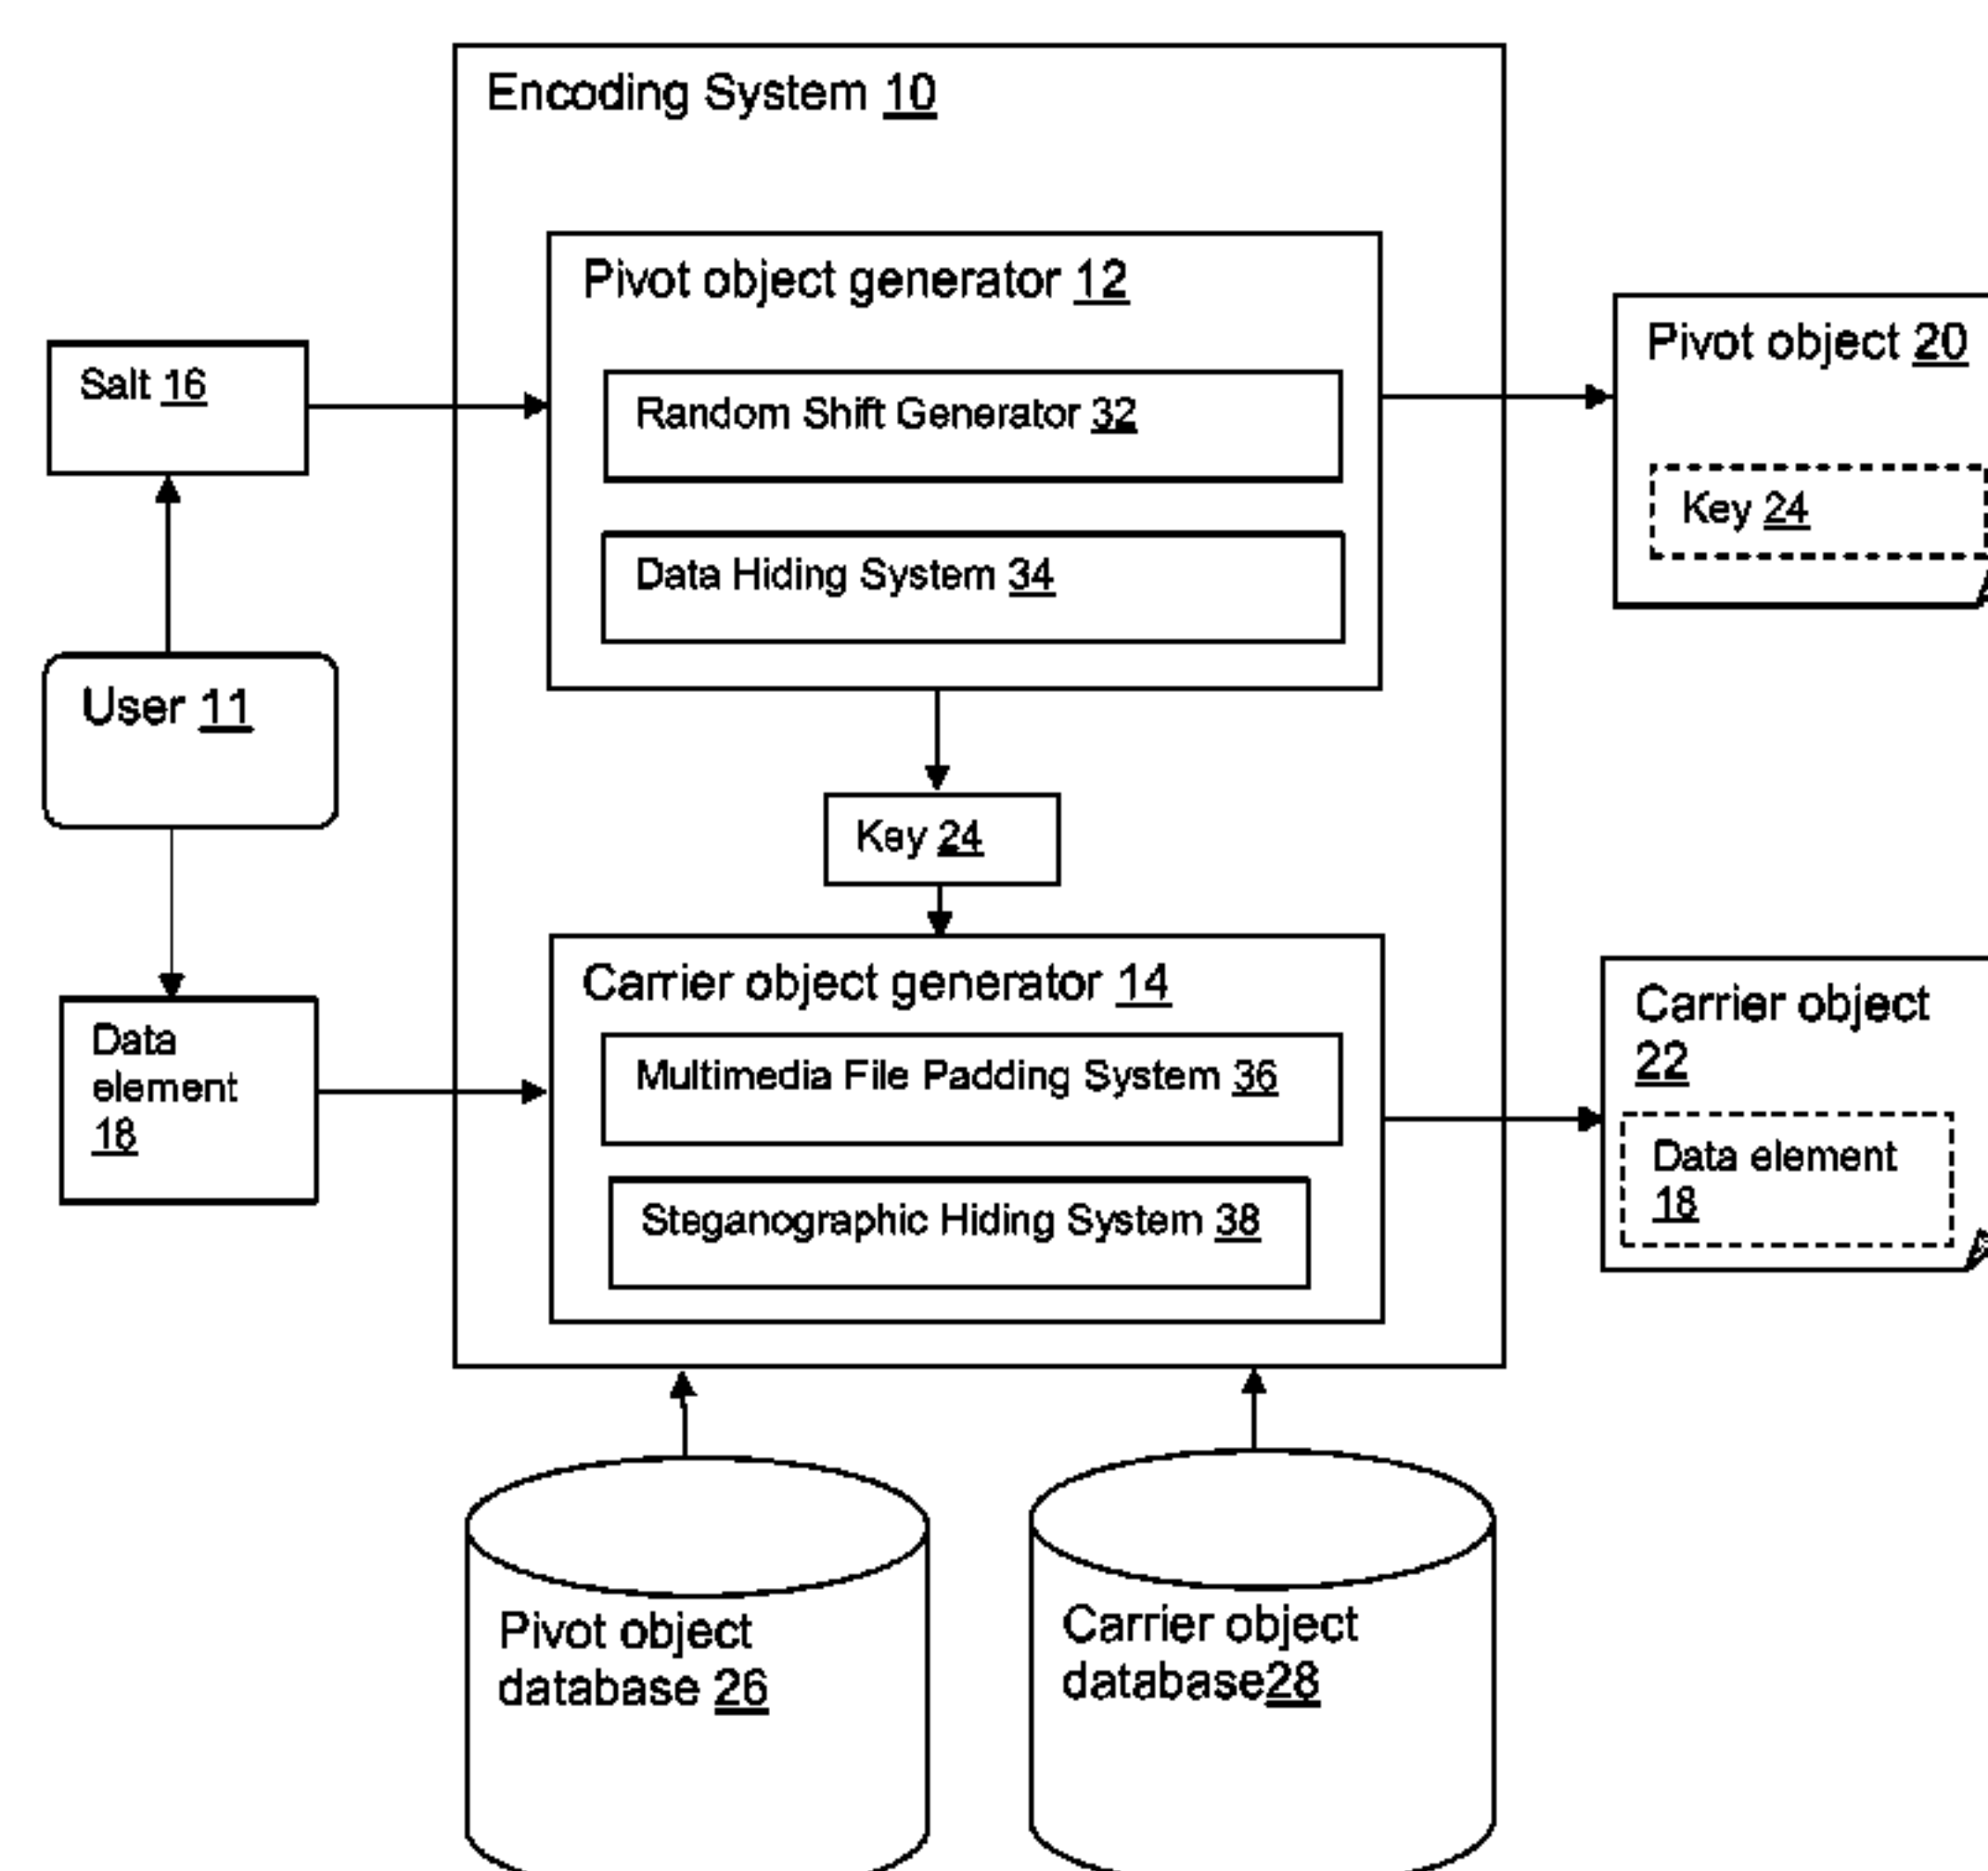 Encoding System 10
Pivot object generator 12
Random Shift Generator 32
Data Hiding System 34
Salt 16
User 11
Data
element
18
Key 24
Carrier object generator 14
Multimedia File Padding System 36
Steganographic Hiding System 38
Pivot object 20
Key 24
Carrier object
22
Data element
18
Pivot object
database 26
Carrier object
database28